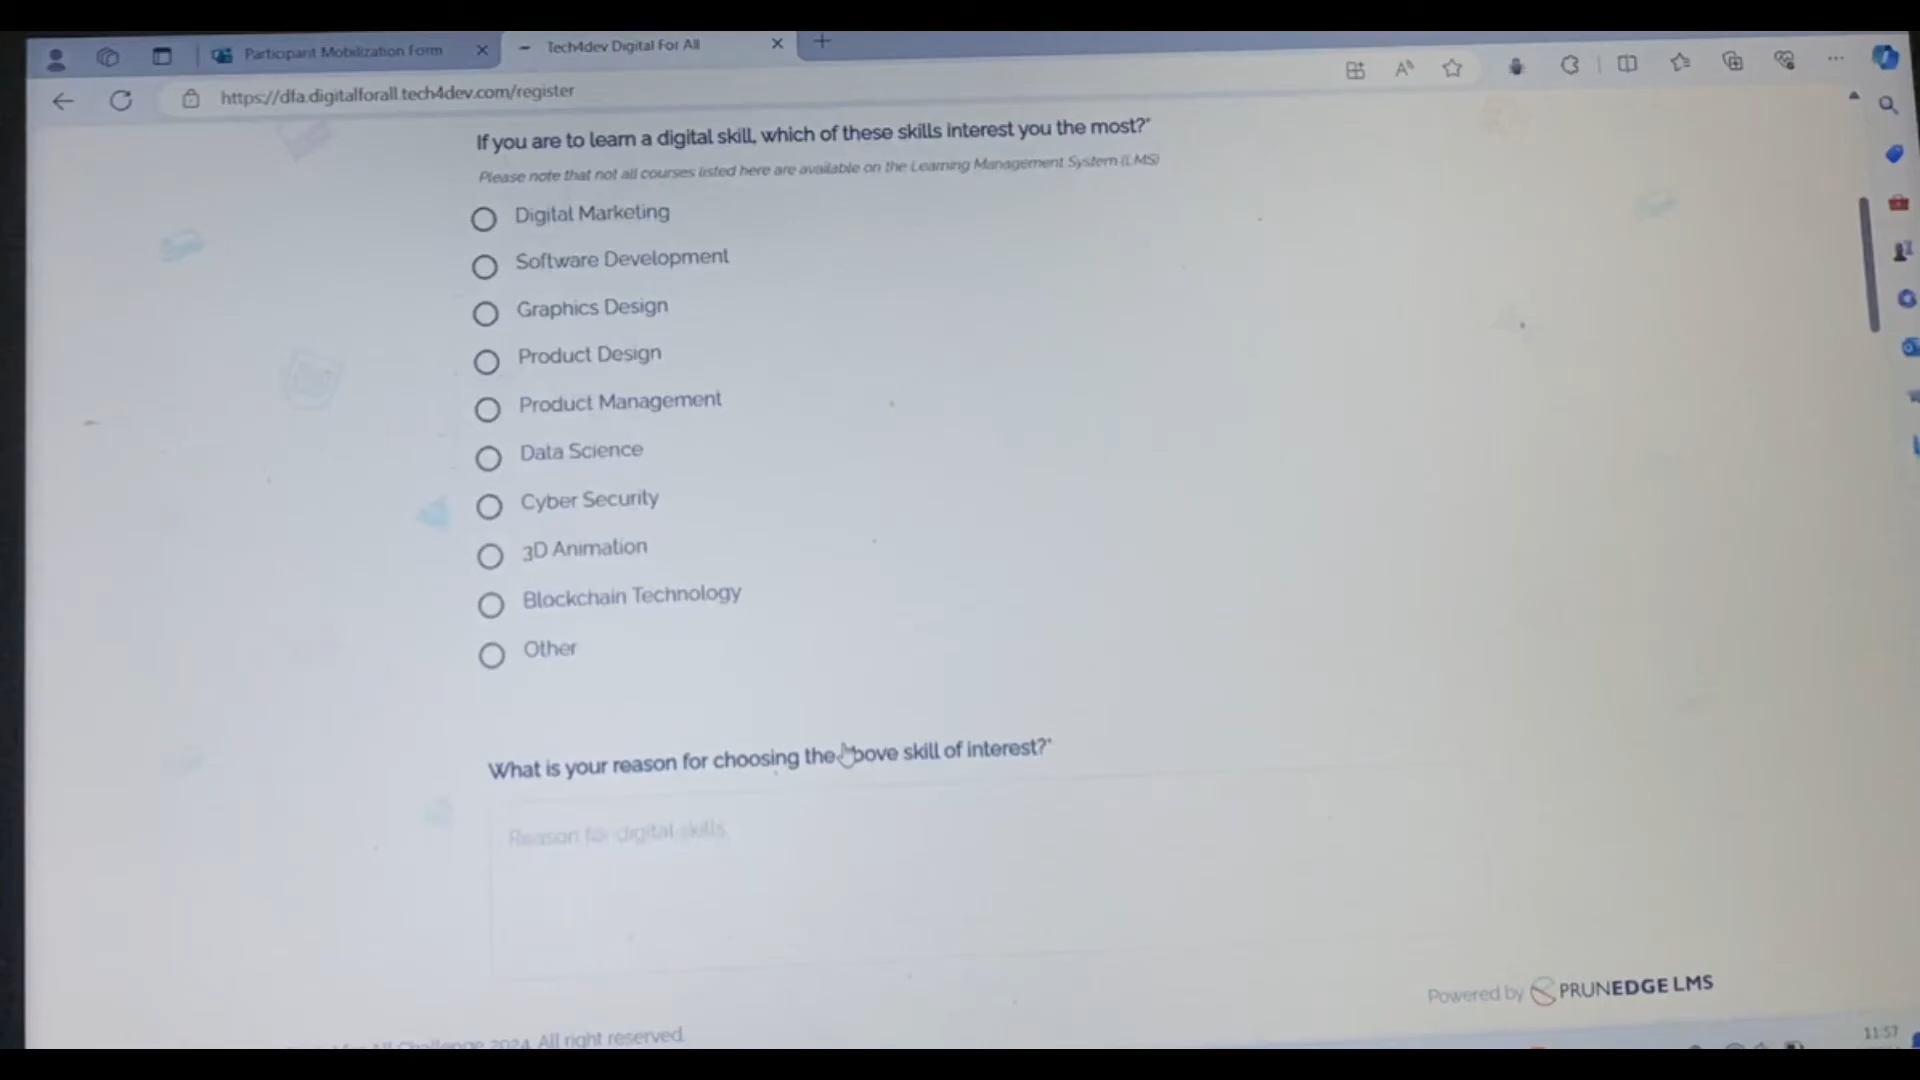 Participant Mobilization Form
Tech4dev Digital For All
https://dfa.digitalforall.tech4dev.com/register
If you are to learn a digital skill, which of these skills interest you the most?*
Please note that not all courses listed here are available on the Learning Management System (LMS)
Digital Marketing
Software Development
Graphics Design
Product Design
Product Management
Data Science
Cyber Security
3D Animation
Blockchain Technology
Other
What is your reason for choosing the above skill of interest?*
Reason for digital skills
Powered by PRUNEDGE LMS
All Challenge 2024. All right reserved.
11:57